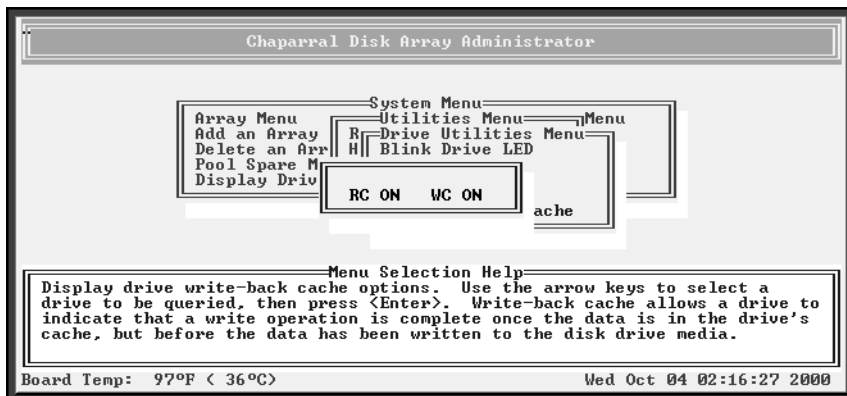 Chaparral Disk Array Administrator
System Menu
Array Menu
Utilities Menu
Menu
Add an Array
R
Drive Utilities Menu
Delete an Arr
H
Blink Drive LED
Pool Spare M
Display Driv
RC ON WC ON
ache
Menu Selection Help
Display drive write-back cache options. Use the arrow keys to select a
drive to be queried, then press <Enter>. Write-back cache allows a drive to
indicate that a write operation is complete once the data is in the drive's
cache, but before the data has been written to the disk drive media.
Board Temp: 97ºF ( 36ºC) Wed Oct 04 02:16:27 2000